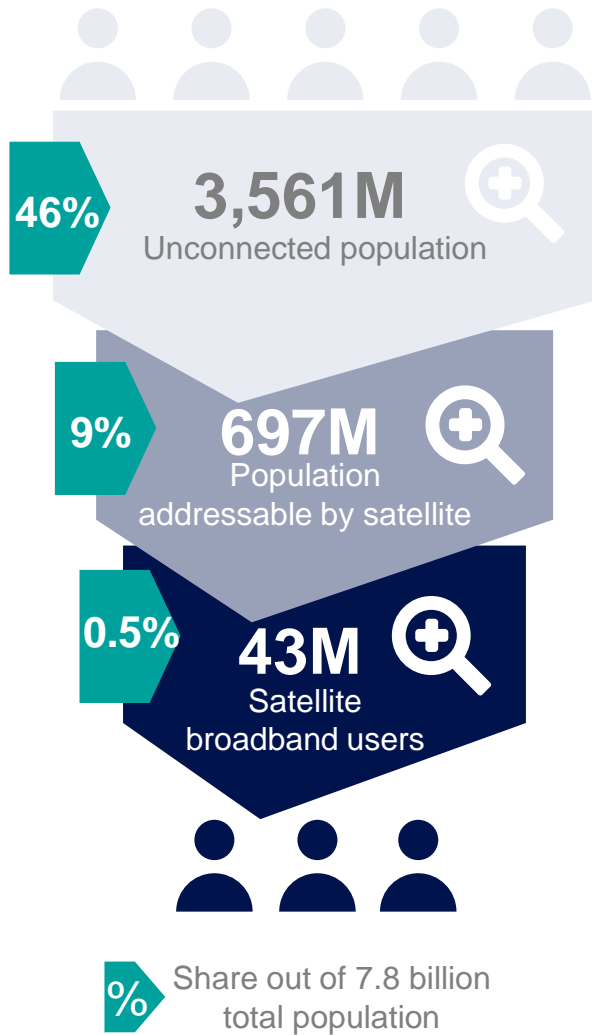 46%
3,561M
Unconnected population
9%
697M
Population
addressable by satellite
0.5%
43M
Satellite
broadband users
%
Share out of 7.8 billion
total population